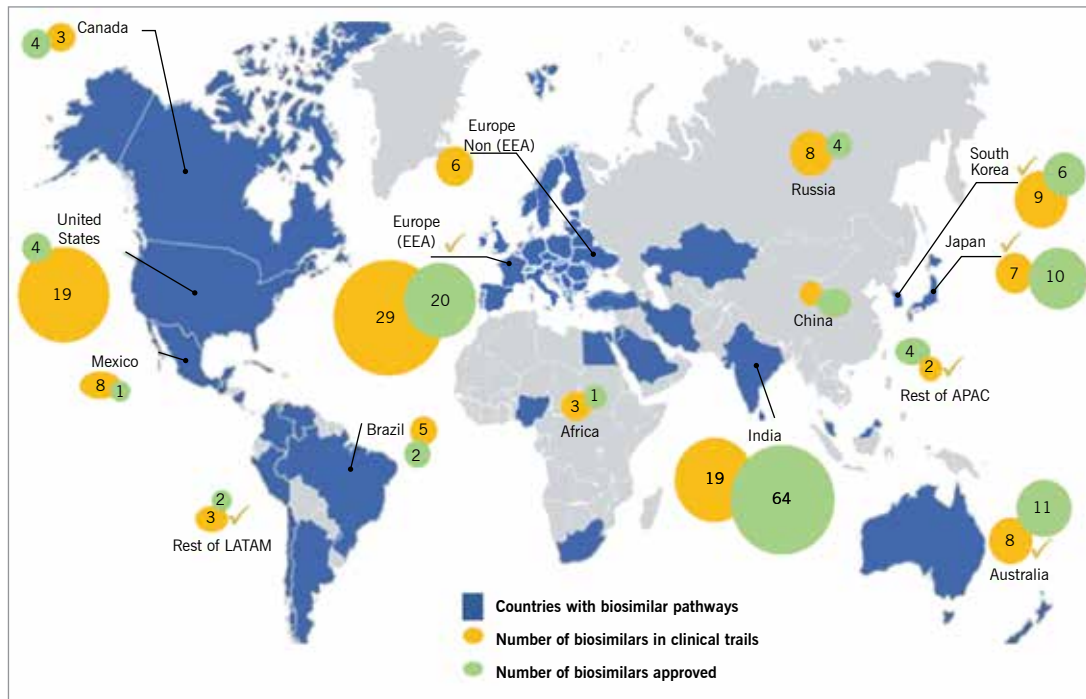 Canada
4
3
Europe
Non (EEA)
6
8
4
Russia
South
Korea
6
9
United
States
4
19
Europe
(EEA)
29
20
Japan
7
10
China
Mexico
8
1
4
2
Rest of APAC
Brazil
5
2
3
1
Africa
India
19
64
2
3
Rest of LATAM
11
8
Australia
Countries with biosimilar pathways
Number of biosimilars in clinical trails
Number of biosimilars approved